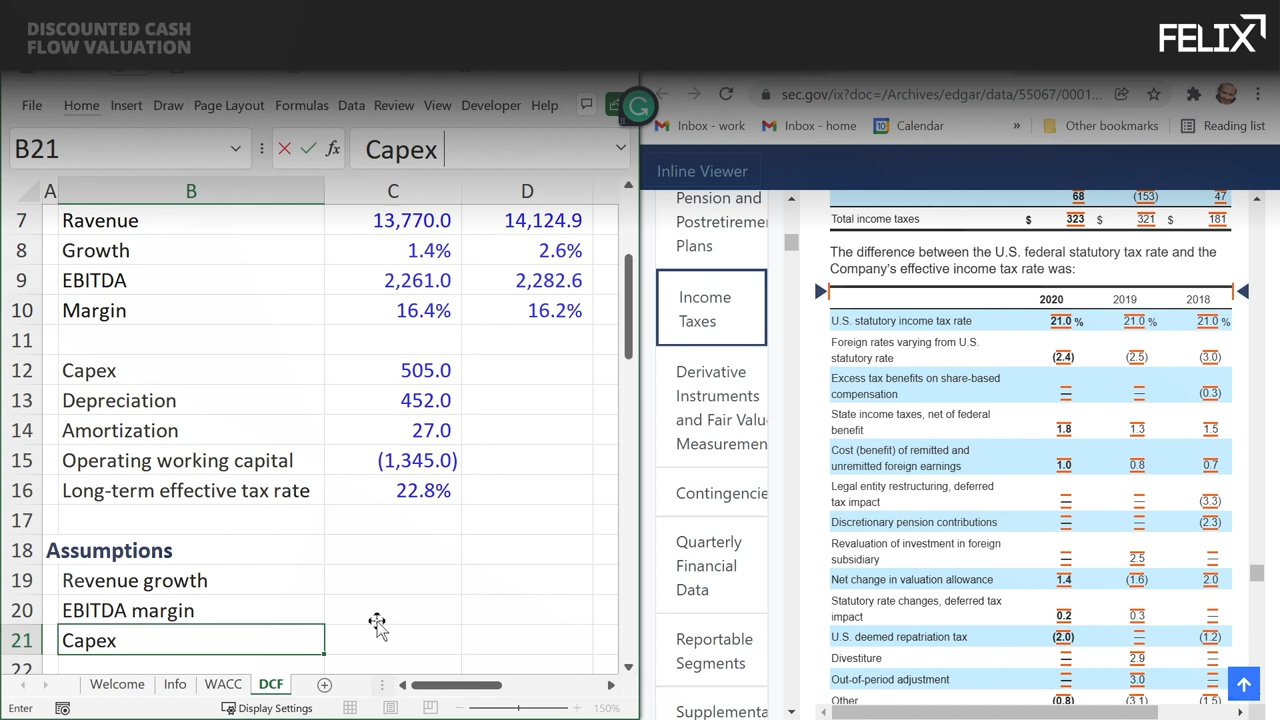 DISCOUNTED CASH
FLOW VALUATION
FELIX
File Home Insert Draw Page Layout Formulas Data Review View Developer Help
B21 fx Capex
A B C D
7 Ravenue 13,770.0 14,124.9
8 Growth 1.4% 2.6%
9 EBITDA 2,261.0 2,282.6
10 Margin 16.4% 16.2%
11
12 Capex 505.0
13 Depreciation 452.0
14 Amortization 27.0
15 Operating working capital (1,345.0)
16 Long-term effective tax rate 22.8%
17
18 Assumptions
19 Revenue growth
20 EBITDA margin
21 Capex
22
Welcome Info WACC DCF
Enter Display Settings 150%
sec.gov/ix?doc=/Archives/edgar/data/55067/0001...
Inbox - work Inbox - home 10 Calendar » Other bookmarks Reading list
Inline Viewer
Pension and
Postretireme
Plans
Income
Taxes
Derivative
Instruments
and Fair Valu
Measuremen
Contingencie
Quarterly
Financial
Data
Reportable
Segments
Supplementa
68 (153) 47
Total income taxes $ 323 $ 321 $ 181
The difference between the U.S. federal statutory tax rate and the
Company's effective income tax rate was:
2020 2019 2018
U.S. statutory income tax rate 21.0 % 21.0 % 21.0 %
Foreign rates varying from U.S.
statutory rate (2.4) (2.5) (3.0)
Excess tax benefits on share-based
compensation — — (0.3)
State income taxes, net of federal
benefit 1.8 1.3 1.5
Cost (benefit) of remitted and
unremitted foreign earnings 1.0 0.8 0.7
Legal entity restructuring, deferred
tax impact — — (3.3)
Discretionary pension contributions — — (2.3)
Revaluation of investment in foreign
subsidiary — 2.5 —
Net change in valuation allowance 1.4 (1.6) 2.0
Statutory rate changes, deferred tax
impact 0.2 0.3 —
U.S. deemed repatriation tax (2.0) — (1.2)
Divestiture — 2.9 —
Out-of-period adjustment — 3.0 —
Other (0.8) (3.1) (1.5)